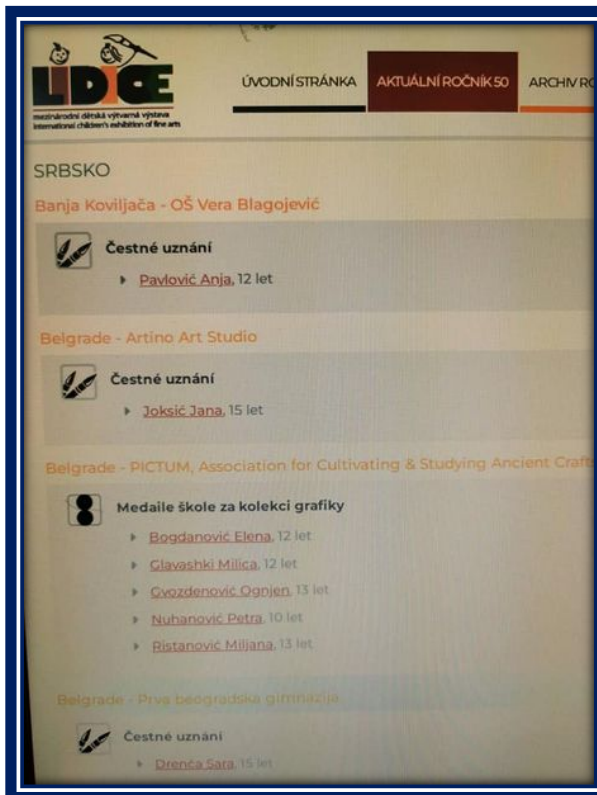 LIDICE
mezinárodní dětská výtvarná výstava
international children's exhibition of fine arts
ÚVODNÍ STRÁNKA
AKTUÁLNÍ ROČNÍK 50
ARCHIV RO
SRBSKO
Banja Koviljača - OŠ Vera Blagojević
Čestné uznání
Pavlović Anja, 12 let
Belgrade - Artino Art Studio
Čestné uznání
Joksić Jana, 15 let
Belgrade - PICTUM, Association for Cultivating & Studying Ancient Crafts
Medaile škole za kolekci grafiky
Bogdanović Elena, 12 let
Glavashki Milica, 12 let
Gvozdenović Ognjen, 13 let
Nuhanović Petra, 10 let
Ristanović Miljana, 13 let
Belgrade - Prva beogradska gimnazija
Čestné uznání
Drenča Sara, 15 let